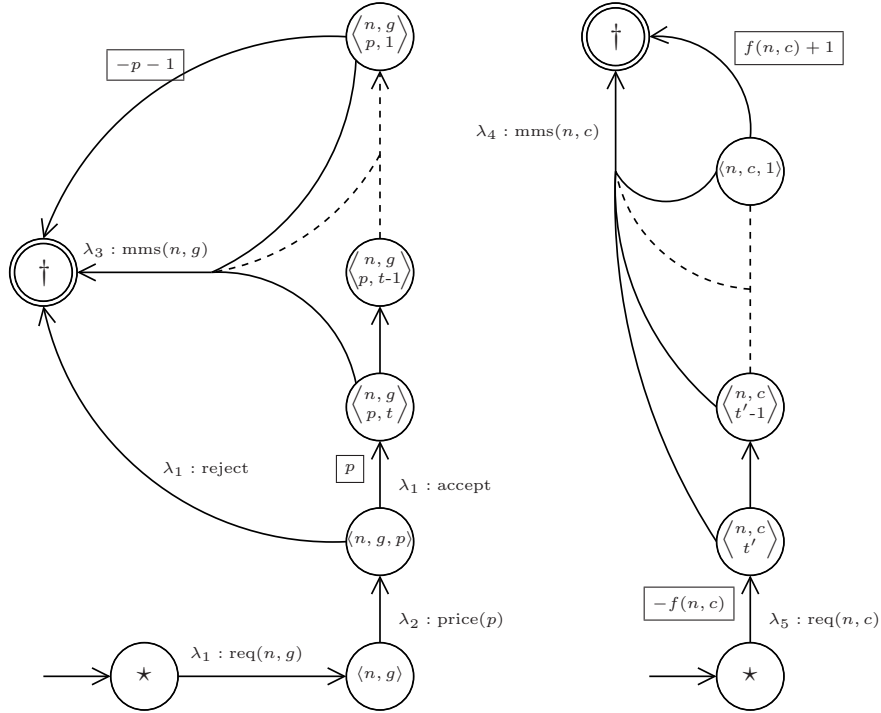 ⟨n, g
p, 1⟩
−p − 1
λ₃ : mms(n, g)
†
⟨n, g
p, t-1⟩
⟨n, g
p, t⟩
λ₁ : reject
p
λ₁ : accept
⟨n, g, p⟩
λ₂ : price(p)
⋆
λ₁ : req(n, g)
⟨n, g⟩
†
f(n, c) + 1
λ₄ : mms(n, c)
⟨n, c, 1⟩
⟨n, c
t′-1⟩
⟨n, c
t′⟩
−f(n, c)
λ₅ : req(n, c)
⋆